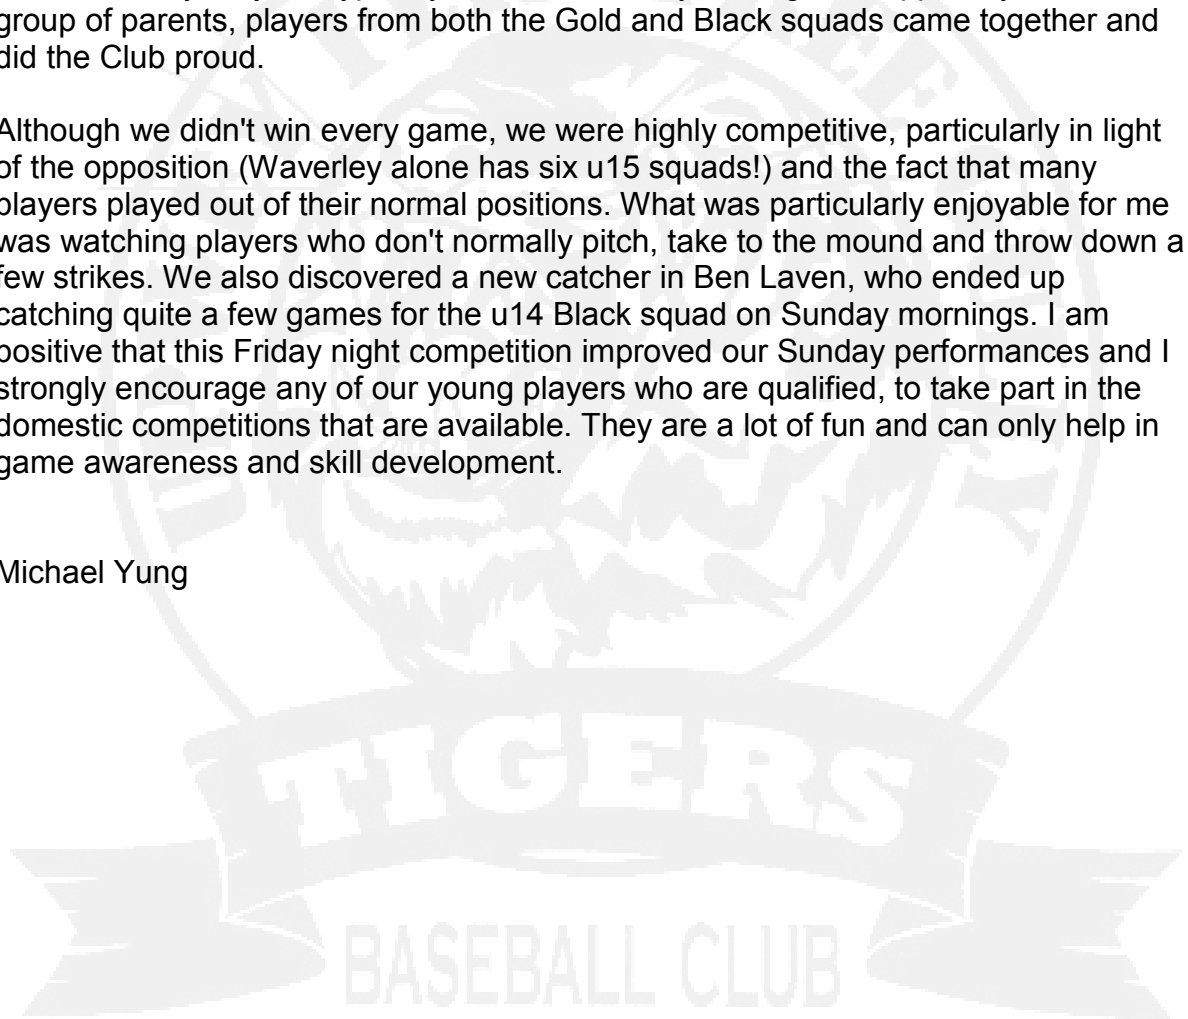 group of parents, players from both the Gold and Black squads came together and
did the Club proud.
Although we didn't win every game, we were highly competitive, particularly in light
of the opposition (Waverley alone has six u15 squads!) and the fact that many
players played out of their normal positions. What was particularly enjoyable for me
was watching players who don't normally pitch, take to the mound and throw down a
few strikes. We also discovered a new catcher in Ben Laven, who ended up
catching quite a few games for the u14 Black squad on Sunday mornings. I am
positive that this Friday night competition improved our Sunday performances and I
strongly encourage any of our young players who are qualified, to take part in the
domestic competitions that are available. They are a lot of fun and can only help in
game awareness and skill development.
Michael Yung
TIGERS
BASEBALL CLUB